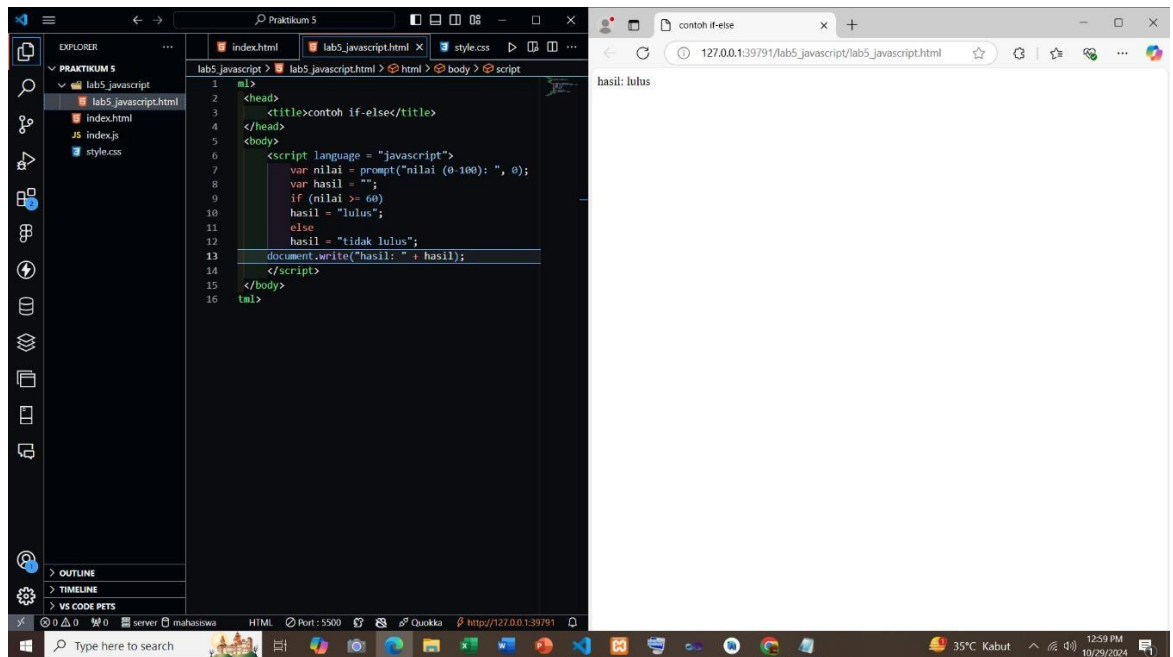 Praktikum 5
EXPLORER
PRAKTIKUM 5
lab5_javascript
lab5_javascript.html
index.html
JS index.js
style.css
OUTLINE
TIMELINE
VS CODE PETS
index.html
lab5_javascript.html
style.css
lab5_javascript > lab5_javascript.html > html > body > script
1 ml>
2 <head>
3 <title>contoh if-else</title>
4 </head>
5 <body>
6 <script language = "javascript">
7 var nilai = prompt("nilai (0-100): ", 0);
8 var hasil = "";
9 if (nilai >= 60)
10 hasil = "lulus";
11 else
12 hasil = "tidak lulus";
13 document.write("hasil: " + hasil);
14 </script>
15 </body>
16 tml>
0 0 0 server mahasiswa HTML Port : 5500 Quokka http://127.0.0.1:39791
contoh if-else
127.0.0.1:39791/lab5_javascript/lab5_javascript.html
hasil: lulus
Type here to search
35°C Kabut
12:59 PM
10/29/2024